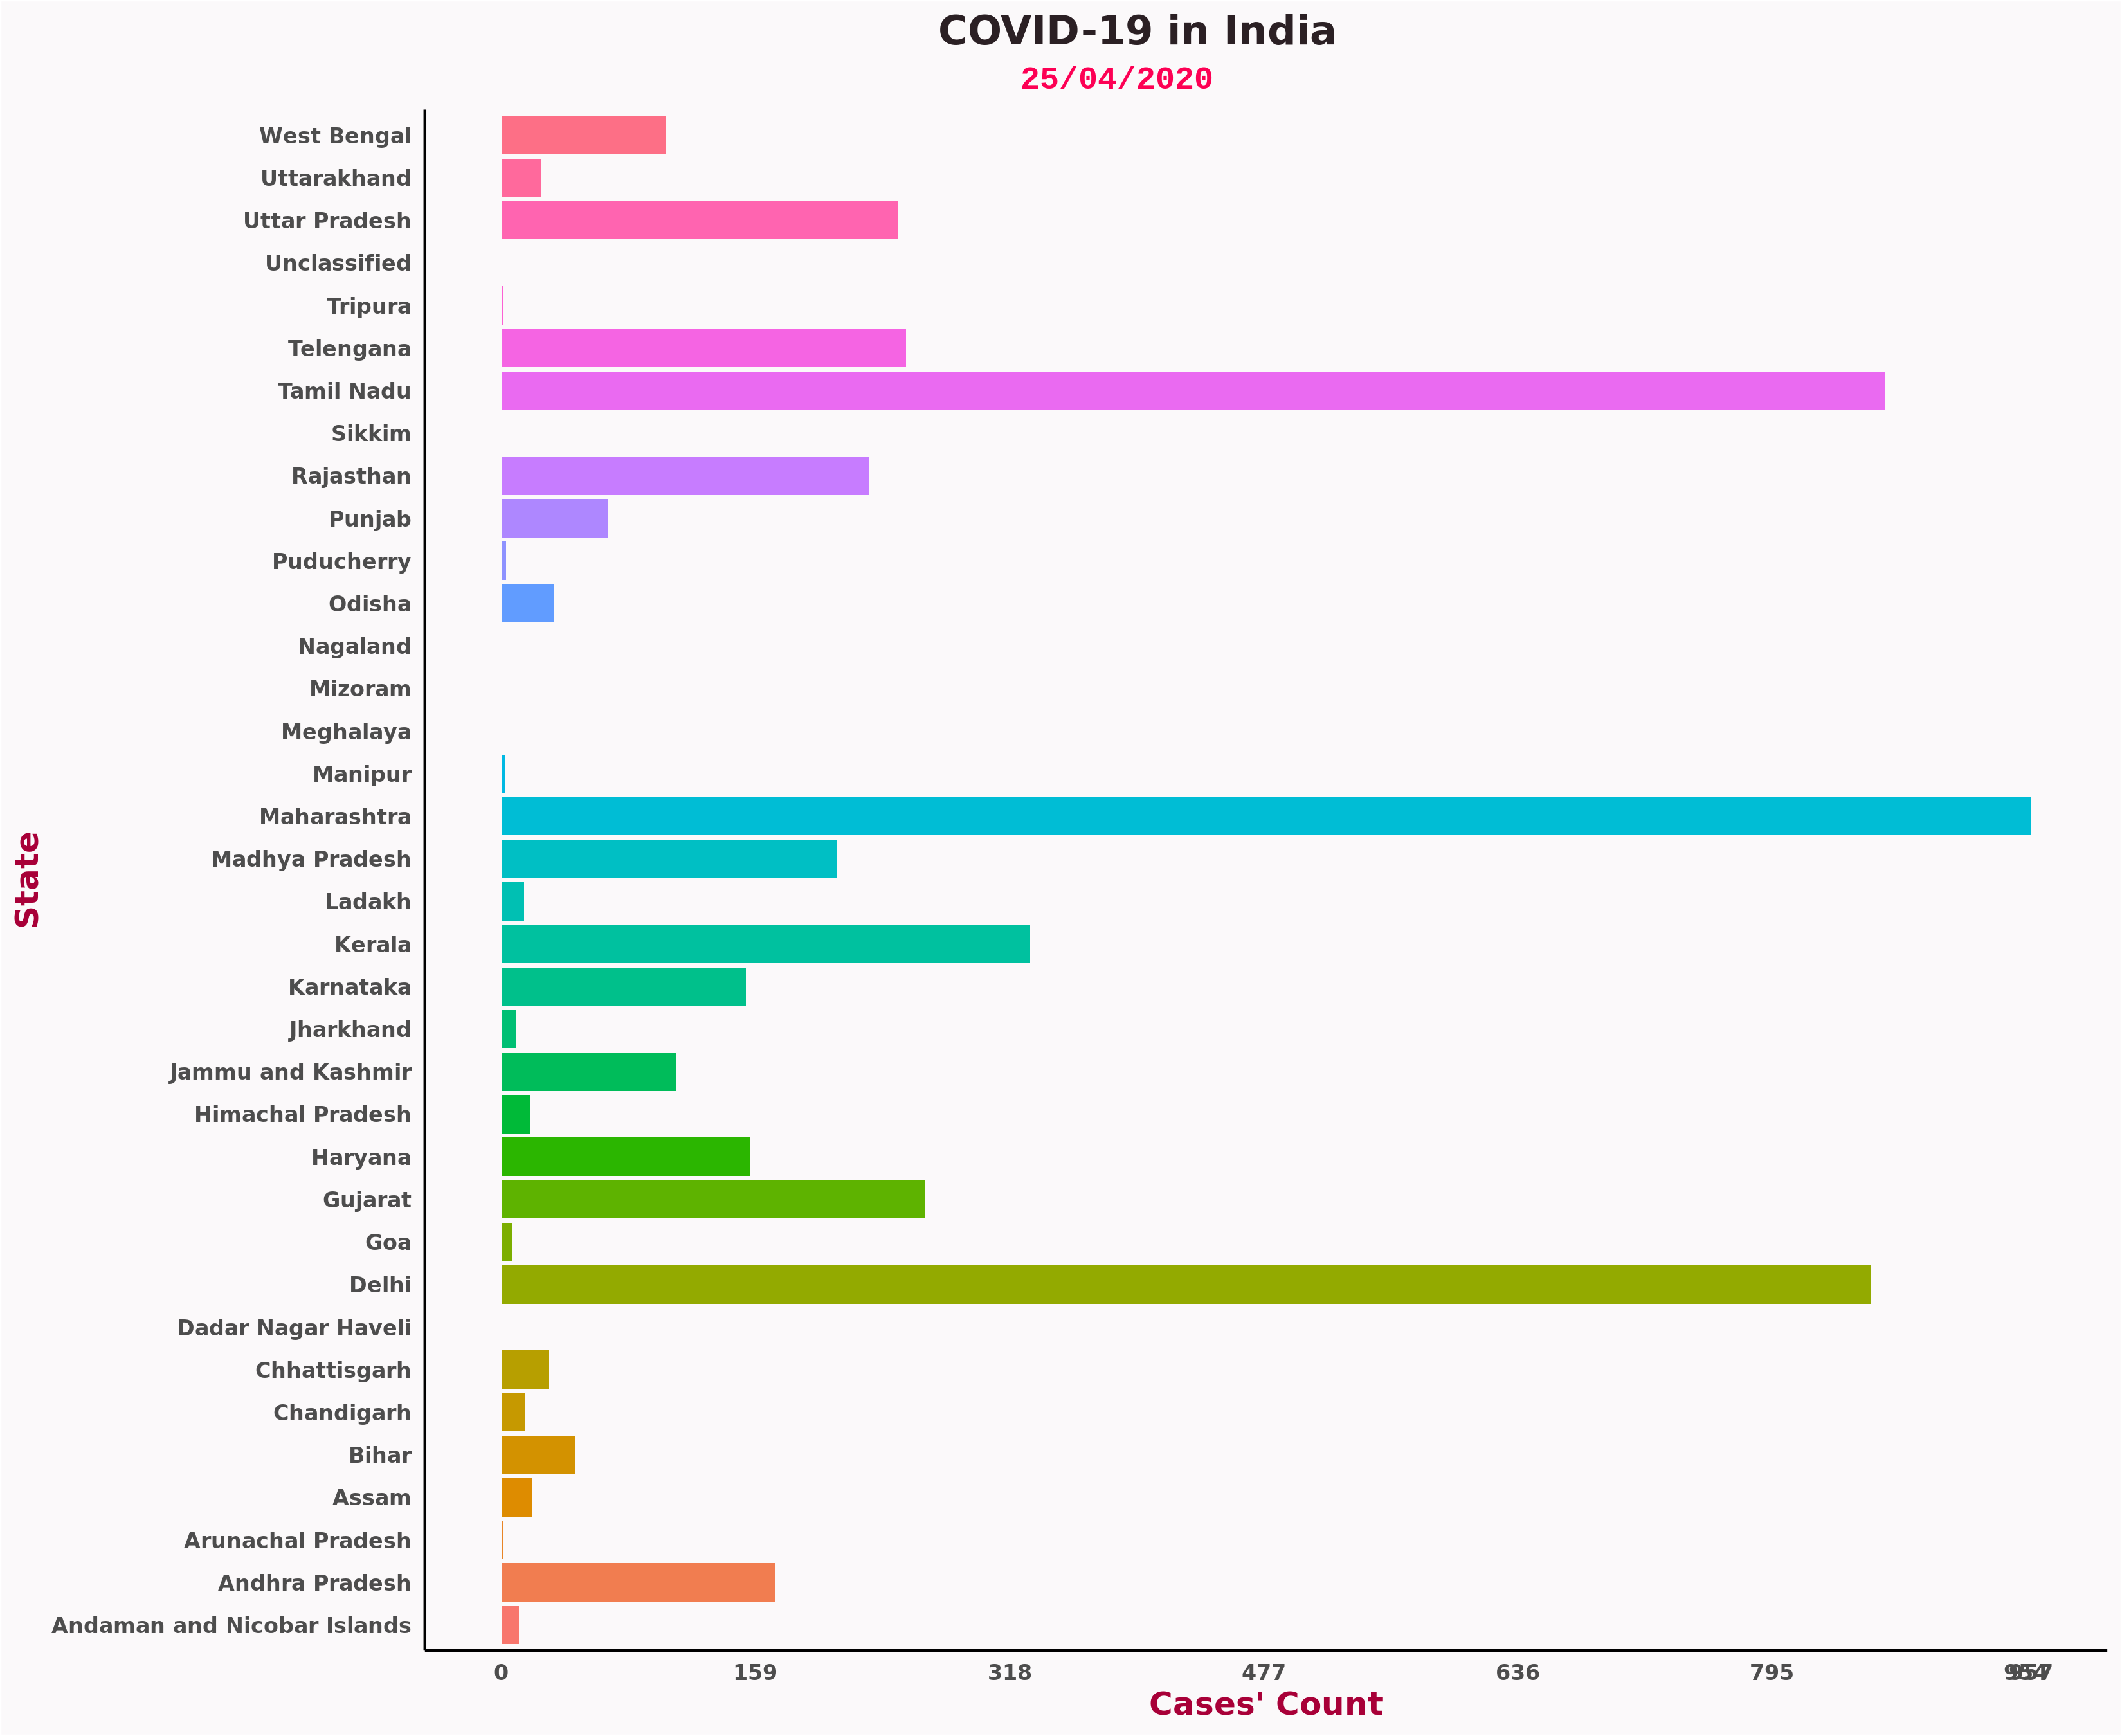 COVID-19 in India
25/04/2020
West Bengal
Uttarakhand
Uttar Pradesh
Unclassified
Tripura
Telengana
Tamil Nadu
Sikkim
Rajasthan
Punjab
Puducherry
Odisha
Nagaland
Mizoram
Meghalaya
Manipur
Maharashtra
Madhya Pradesh
Ladakh
Kerala
Karnataka
Jharkhand
Jammu and Kashmir
Himachal Pradesh
Haryana
Gujarat
Goa
Delhi
Dadar Nagar Haveli
Chhattisgarh
Chandigarh
Bihar
Assam
Arunachal Pradesh
Andhra Pradesh
Andaman and Nicobar Islands
State
0 159 318 477 636 795 954 957
Cases' Count